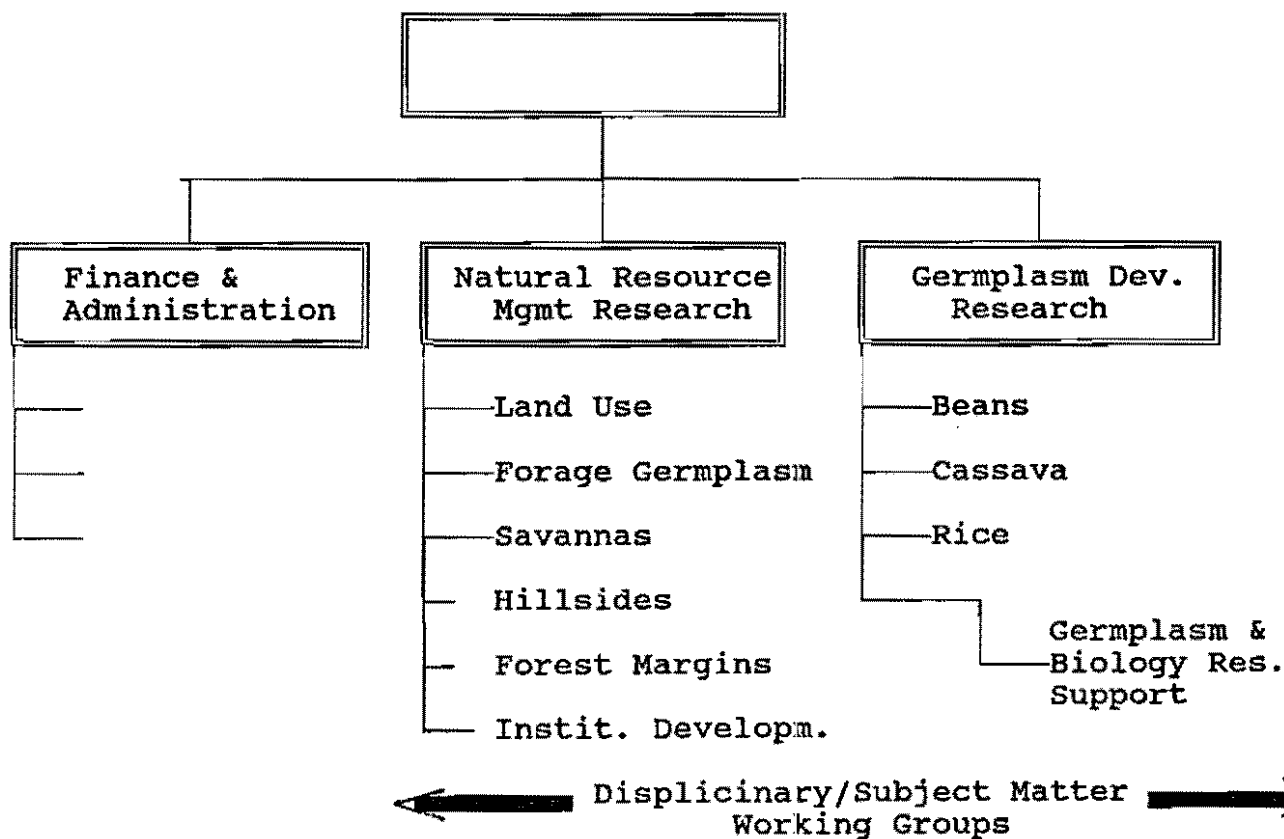 Finance &
Administration
Natural Resource
Mgmt Research
Germplasm Dev.
Research
Land Use
Forage Germplasm
Savannas
Hillsides
Forest Margins
Instit. Developm.
Beans
Cassava
Rice
Germplasm &
Biology Res.
Support
Displicinary/Subject Matter
Working Groups